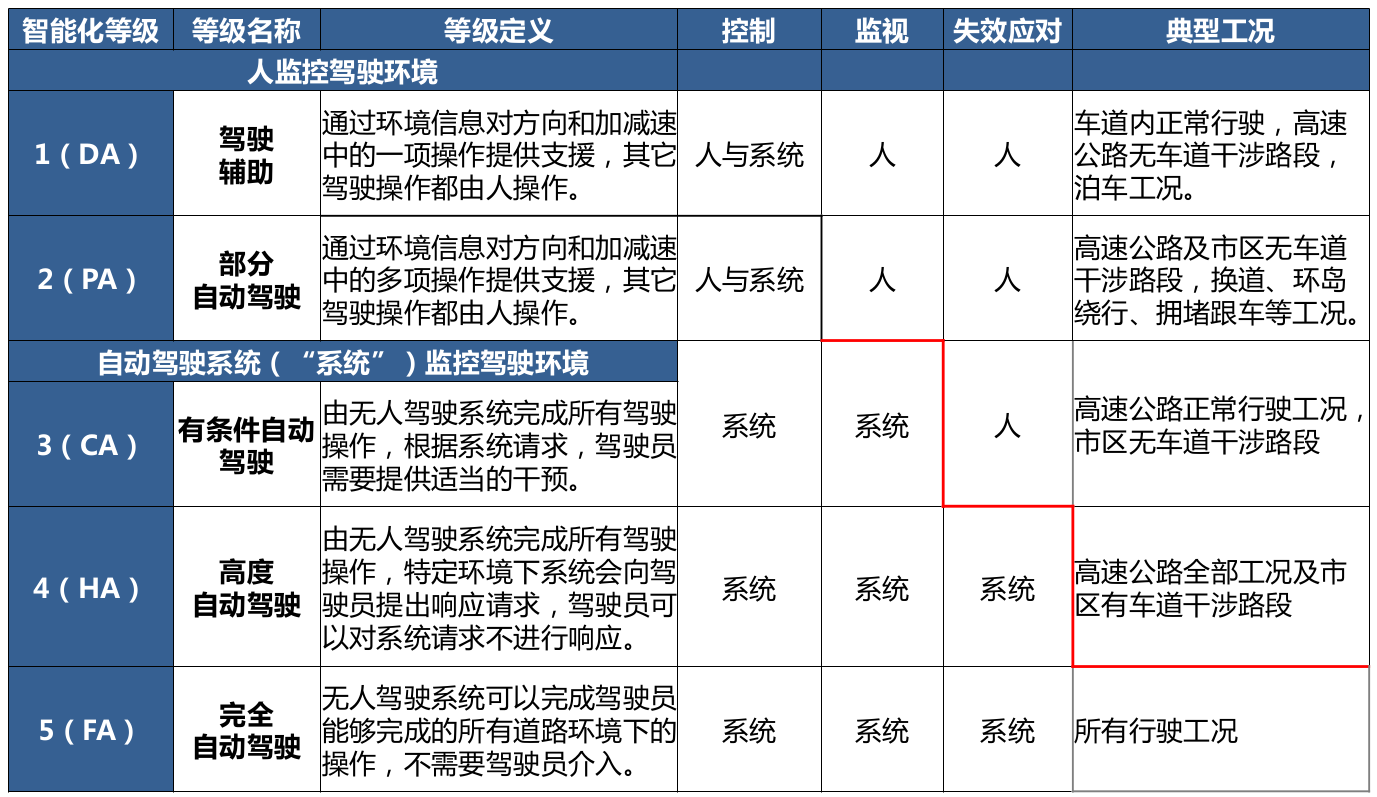 智能化等级 等级名称 等级定义 控制 监视 失效应对 典型工况
人监控驾驶环境
1（DA）
驾驶
辅助
通过环境信息对方向和加减速
中的一项操作提供支援，其它
驾驶操作都由人操作。
人与系统
人
人
车道内正常行驶，高速
公路无车道干涉路段，
泊车工况。
2（PA）
部分
自动驾驶
通过环境信息对方向和加减速
中的多项操作提供支援，其它
驾驶操作都由人操作。
人与系统
人
人
高速公路及市区无车道
干涉路段，换道、环岛
绕行、拥堵跟车等工况。
自动驾驶系统（“系统”）监控驾驶环境
3（CA）
有条件自动
驾驶
由无人驾驶系统完成所有驾驶
操作，根据系统请求，驾驶员
需要提供适当的干预。
系统
系统
人
高速公路正常行驶工况，
市区无车道干涉路段
4（HA）
高度
自动驾驶
由无人驾驶系统完成所有驾驶
操作，特定环境下系统会向驾
驶员提出响应请求，驾驶员可
以对系统请求不进行响应。
系统
系统
系统
高速公路全部工况及市
区有车道干涉路段
5（FA）
完全
自动驾驶
无人驾驶系统可以完成驾驶员
能够完成的所有道路环境下的
操作，不需要驾驶员介入。
系统
系统
系统
所有行驶工况